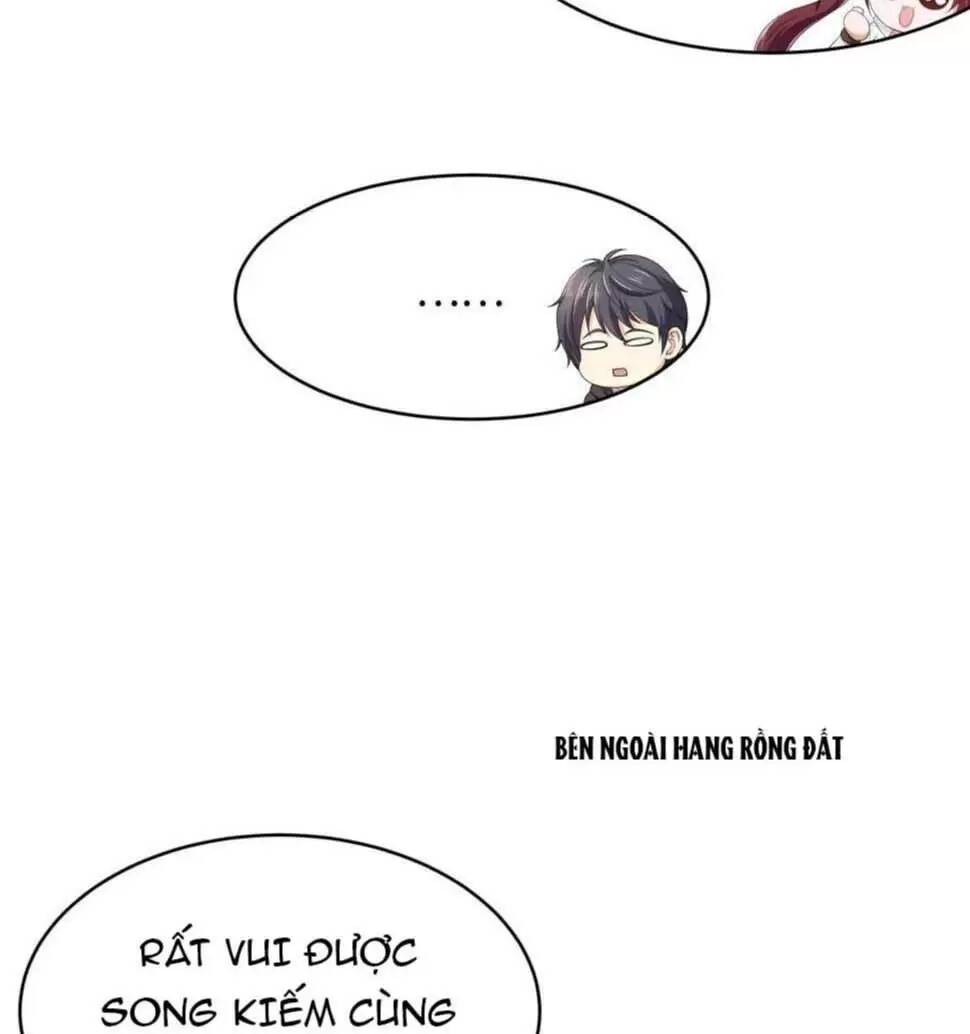 ......
BÊN NGOÀI HANG RỒNG ĐẤT
RẤT VUI ĐƯỢC
SONG KIẾM CÙNG